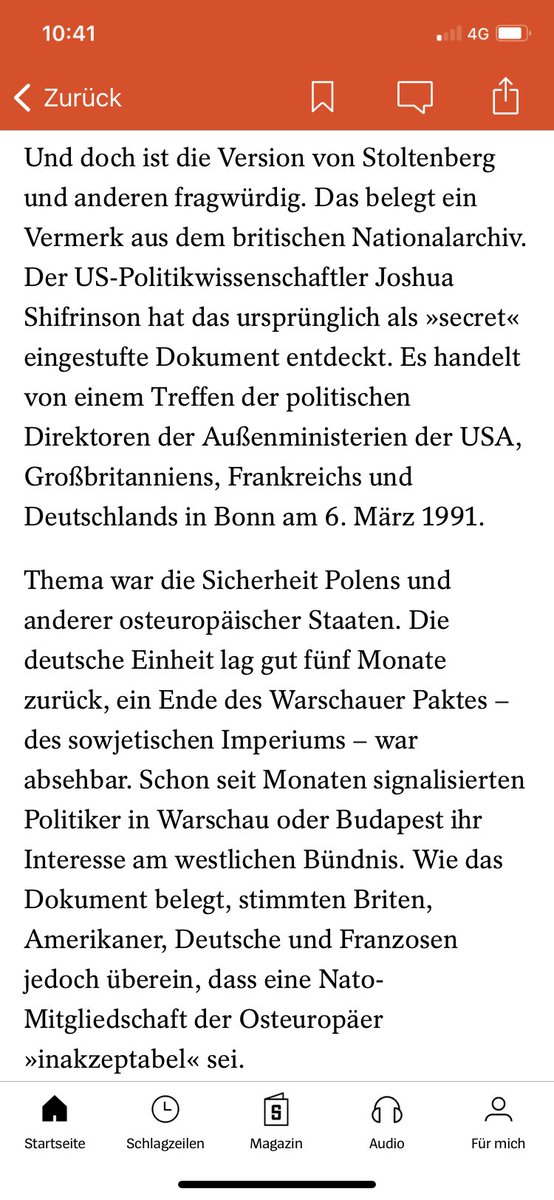 10:41
4G
Zurück
Und doch ist die Version von Stoltenberg
und anderen fragwürdig. Das belegt ein
Vermerk aus dem britischen Nationalarchiv.
Der US-Politikwissenschaftler Joshua
Shifrinson hat das ursprünglich als »secret«
eingestufte Dokument entdeckt. Es handelt
von einem Treffen der politischen
Direktoren der Außenministerien der USA,
Großbritanniens, Frankreichs und
Deutschlands in Bonn am 6. März 1991.
Thema war die Sicherheit Polens und
anderer osteuropäischer Staaten. Die
deutsche Einheit lag gut fünf Monate
zurück, ein Ende des Warschauer Paktes –
des sowjetischen Imperiums – war
absehbar. Schon seit Monaten signalisierten
Politiker in Warschau oder Budapest ihr
Interesse am westlichen Bündnis. Wie das
Dokument belegt, stimmten Briten,
Amerikaner, Deutsche und Franzosen
jedoch überein, dass eine Nato-
Mitgliedschaft der Osteuropäer
»inakzeptabel« sei.
S
Startseite Schlagzeilen Magazin Audio Für mich